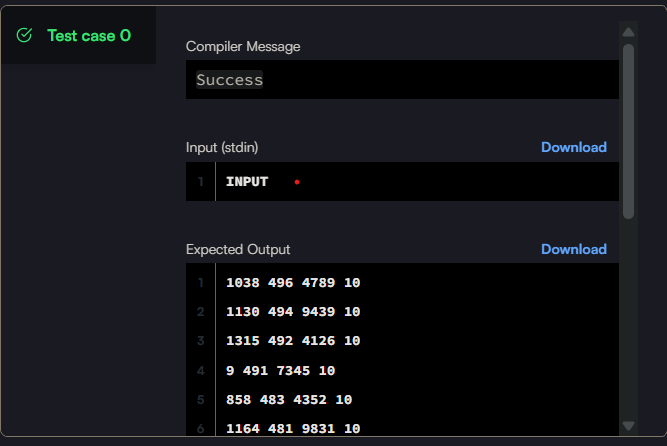 Test case 0
Compiler Message
Success
Input (stdin)
Download
1 INPUT
Expected Output
Download
1 1038 496 4789 10
2 1130 494 9439 10
3 1315 492 4126 10
4 9 491 7345 10
5 858 483 4352 10
6 1164 481 9831 10